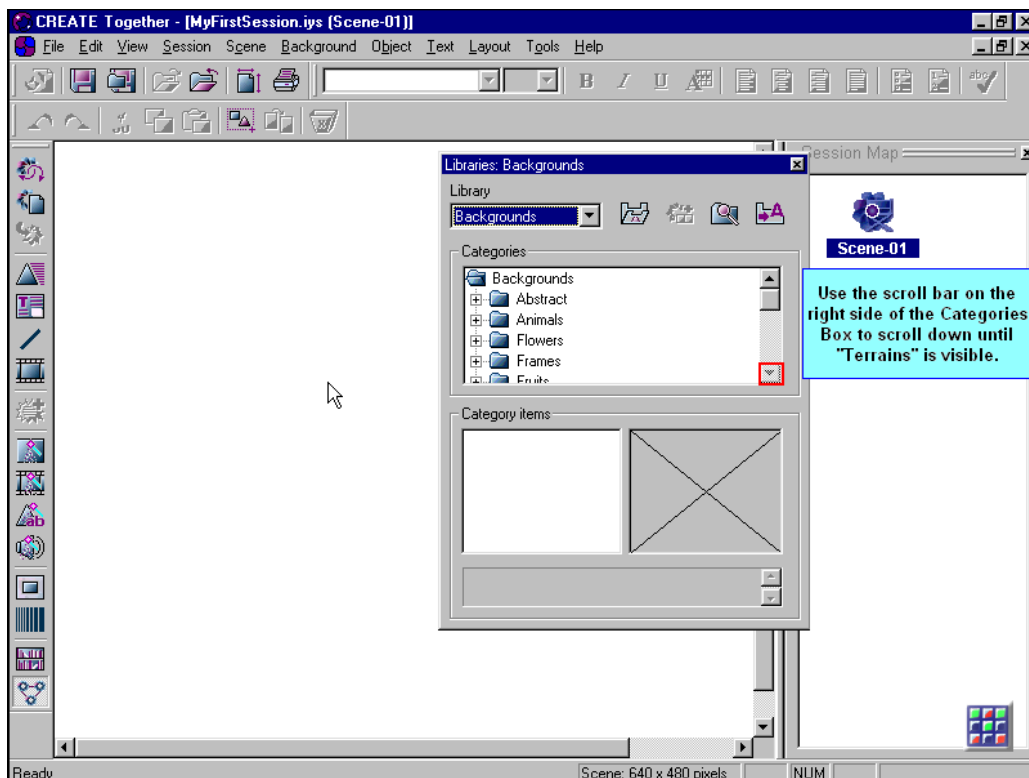 CREATE Together - [MyFirstSession.iys (Scene-01)]
File Edit View Session Scene Background Object Text Layout Tools Help
B I U abc
Session Map
Libraries: Backgrounds
Library
Backgrounds
Categories
Backgrounds
Abstract
Animals
Flowers
Frames
Fruits
Category items
Scene-01
Use the scroll bar on the
right side of the Categories
Box to scroll down until
"Terrains" is visible.
ab
Ready
Scene: 640 x 480 pixels
NUM